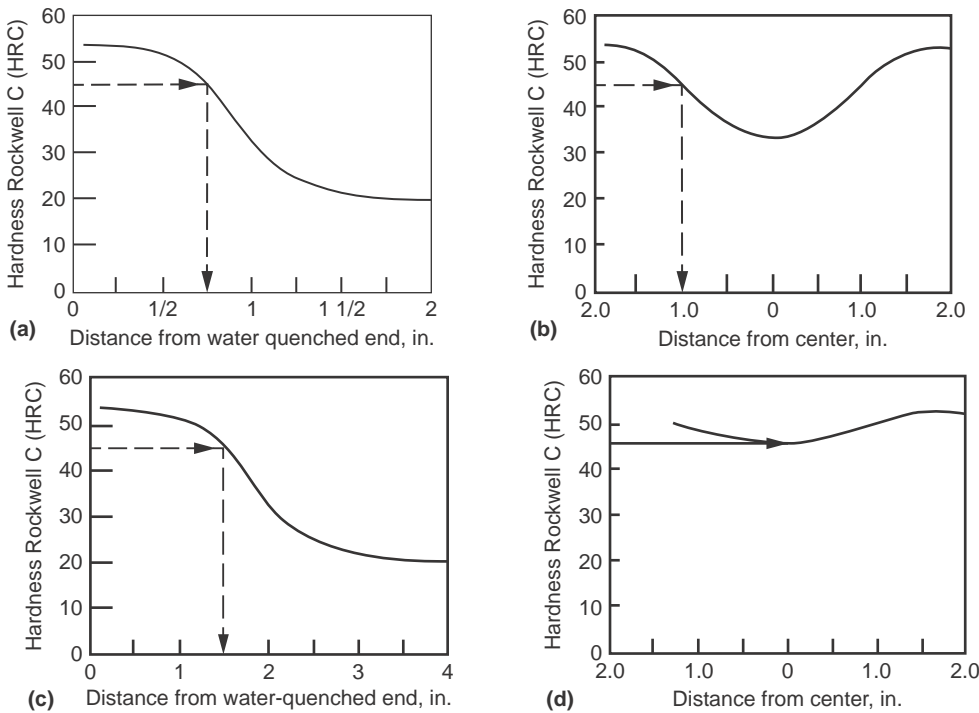 60
50
40
30
20
10
0
Hardness Rockwell C (HRC)
0 1/2 1 1 1/2 2
(a) Distance from water quenched end, in.
60
50
40
30
20
10
0
Hardness Rockwell C (HRC)
2.0 1.0 0 1.0 2.0
(b) Distance from center, in.
60
50
40
30
20
10
0
Hardness Rockwell C (HRC)
0 1 2 3 4
(c) Distance from water-quenched end, in.
60
50
40
30
20
10
0
Hardness Rockwell C (HRC)
2.0 1.0 0 1.0 2.0
(d) Distance from center, in.